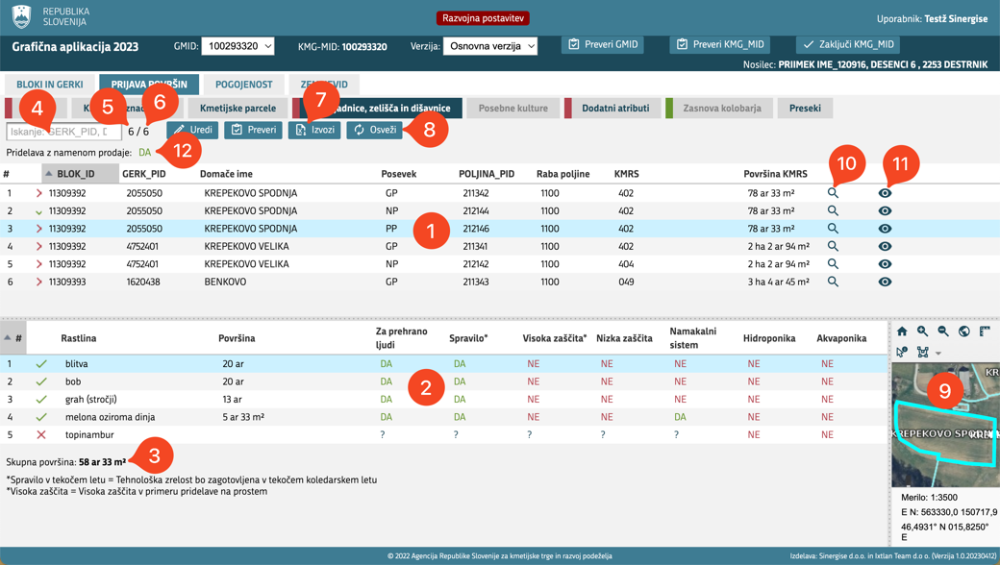 REPUBLIKA
SLOVENIJA
Razvojna postavitev
Uporabnik: Testž Sinergise
Grafična aplikacija 2023
GMID: 100293320
KMG-MID: 100293320
Verzija: Osnovna verzija
Preveri GMID
Preveri KMG_MID
Zaključi KMG_MID
Nosilec: PRIIMEK IME_120916, DESENCI 6 , 2253 DESTRNIK
BLOKI IN GERKI
PRIJAVA POVRŠIN
POGOJENOST
Kmetijske parcele
zelišča in dišavnice
Posebne kulture
Dodatni atributi
Zasnova kolobarja
Preseki
4
5
6
7
8
Iskanje: GERK_PID,
6 / 6
Uredi
Preveri
Izvozi
Osveži
Pridelava z namenom prodaje: DA
12
10
11
# BLOK_ID GERK_PID Domače ime Posevek POLJINA_PID Raba poljine KMRS Površina KMRS
1 11309392 2055050 KREPEKOVO SPODNJA GP 211342 1100 402 78 ar 33 m²
2 11309392 2055050 KREPEKOVO SPODNJA NP 212144 1100 402 78 ar 33 m²
3 11309392 2055050 KREPEKOVO SPODNJA PP 212146 1100 402 78 ar 33 m²
1
4 11309392 4752401 KREPEKOVO VELIKA GP 211341 1100 402 2 ha 2 ar 94 m²
5 11309392 4752401 KREPEKOVO VELIKA NP 212142 1100 404 2 ha 2 ar 94 m²
6 11309393 1620438 BENKOVO GP 211343 1100 049 3 ha 4 ar 45 m²
# Rastlina Površina Za prehrano ljudi Spravilo* Visoka zaščita* Nizka zaščita Namakalni sistem Hidroponika Akvaponika
1 blitva 20 ar DA DA NE NE NE NE NE
2 bob 20 ar DA DA NE NE NE NE NE
2
3 grah (stročji) 13 ar DA DA NE NE NE NE NE
4 melona oziroma dinja 5 ar 33 m² DA DA NE NE DA NE NE
5 topinambur ? ? ? ? ? NE NE
9
KREPEKOVO
Skupna površina: 58 ar 33 m²
3
*Spravilo v tekočem letu = Tehnološka zrelost bo zagotovljena v tekočem koledarskem letu
*Visoka zaščita = Visoka zaščita v primeru pridelave na prostem
Merilo: 1:3500
E N: 563330,0 150717,9
46,4931° N 015,8250°
E
© 2022 Agencija Republike Slovenije za kmetijske trge in razvoj podeželja
Izdelava: Sinergise d.o.o. in Ixtlan Team d.o o. (Verzija 1.0.20230412)